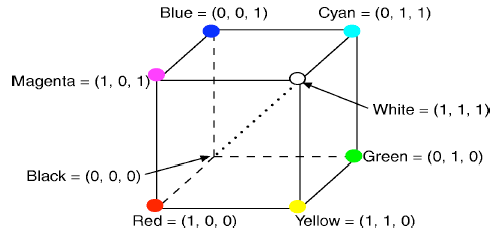 Blue = (0, 0, 1)
Cyan = (0, 1, 1)
Magenta = (1, 0, 1)
White = (1, 1, 1)
Green = (0, 1, 0)
Black = (0, 0, 0)
Red = (1, 0, 0)
Yellow = (1, 1, 0)